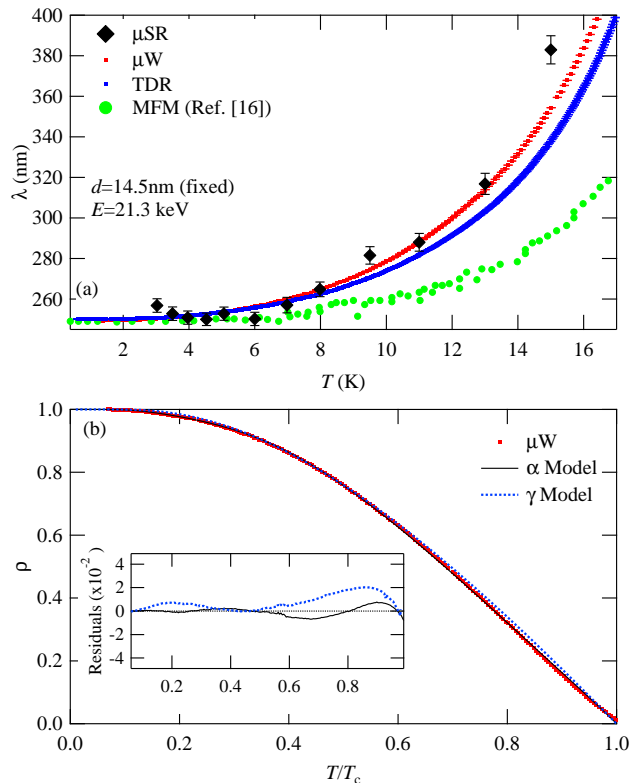 400
380
360
340
320
300
280
260
λ (nm)
μSR
μW
TDR
MFM (Ref. [16])
d=14.5nm (fixed)
E=21.3 keV
(a)
2 4 6 8 10 12 14 16
T (K)
1.0
0.8
0.6
0.4
0.2
0.0
ρ
(b)
μW
α Model
γ Model
4
2
0
-2
-4
Residuals (x10⁻²)
0.2 0.4 0.6 0.8
0.0 0.2 0.4 0.6 0.8 1.0
T/Tc